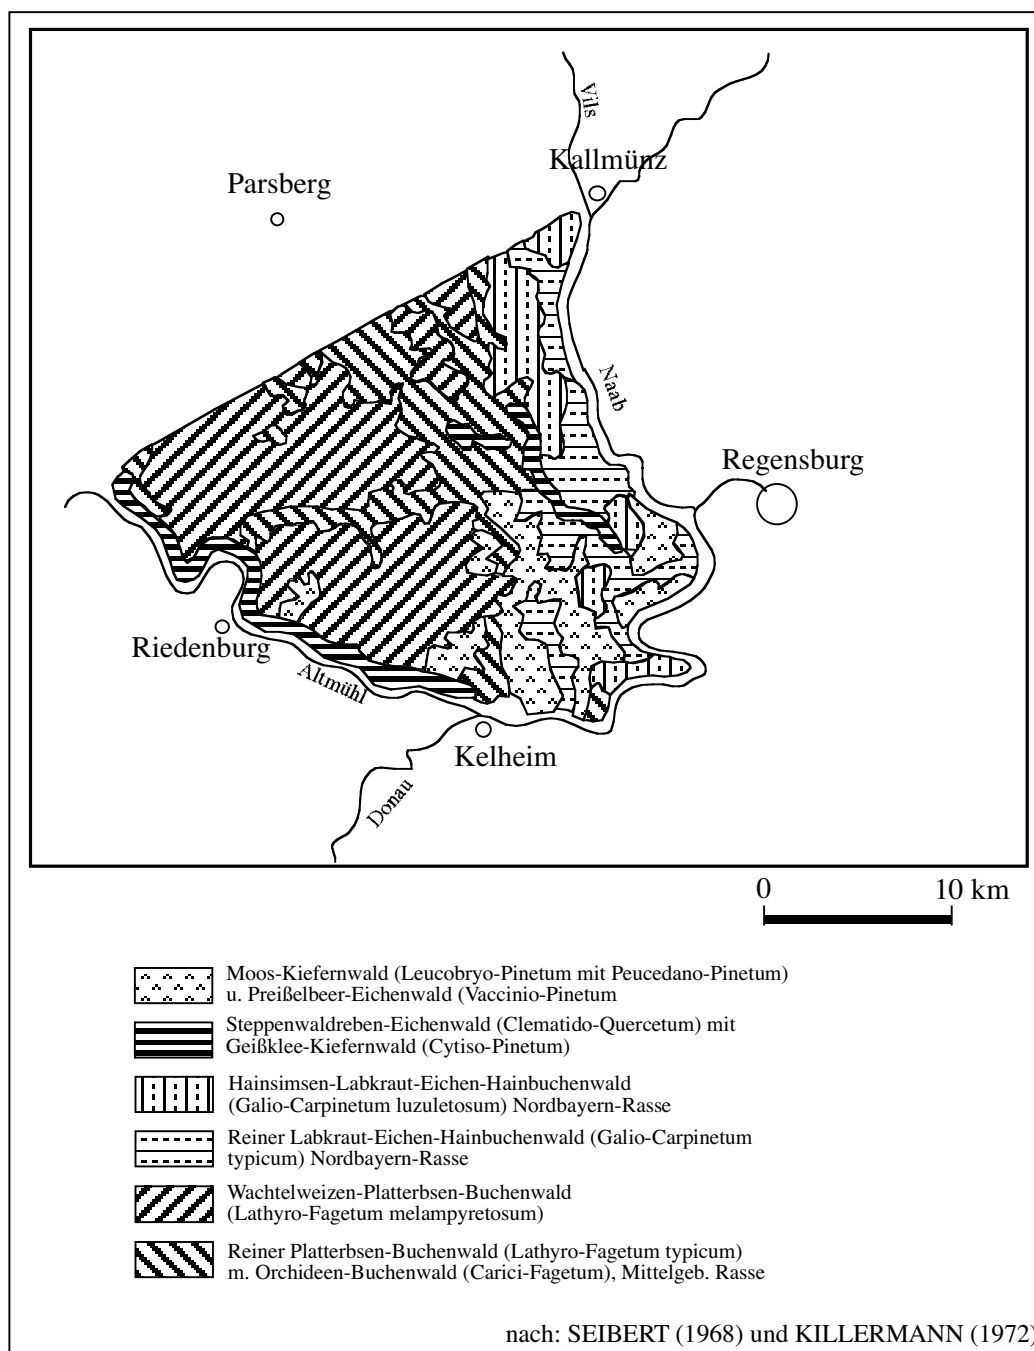 Vils
Kallmünz
Parsberg
Naab
Regensburg
Riedenburg
Altmühl
Kelheim
Donau
0 10 km
Moos-Kiefernwald (Leucobryo-Pinetum mit Peucedano-Pinetum)
u. Preißelbeer-Eichenwald (Vaccinio-Pinetum
Steppenwaldreben-Eichenwald (Clematido-Quercetum) mit
Geißklee-Kiefernwald (Cytiso-Pinetum)
Hainsimsen-Labkraut-Eichen-Hainbuchenwald
(Galio-Carpinetum luzuletosum) Nordbayern-Rasse
Reiner Labkraut-Eichen-Hainbuchenwald (Galio-Carpinetum
typicum) Nordbayern-Rasse
Wachtelweizen-Platterbsen-Buchenwald
(Lathyro-Fagetum melampyretosum)
Reiner Platterbsen-Buchenwald (Lathyro-Fagetum typicum)
m. Orchideen-Buchenwald (Carici-Fagetum), Mittelgeb. Rasse
nach: SEIBERT (1968) und KILLERMANN (1972)